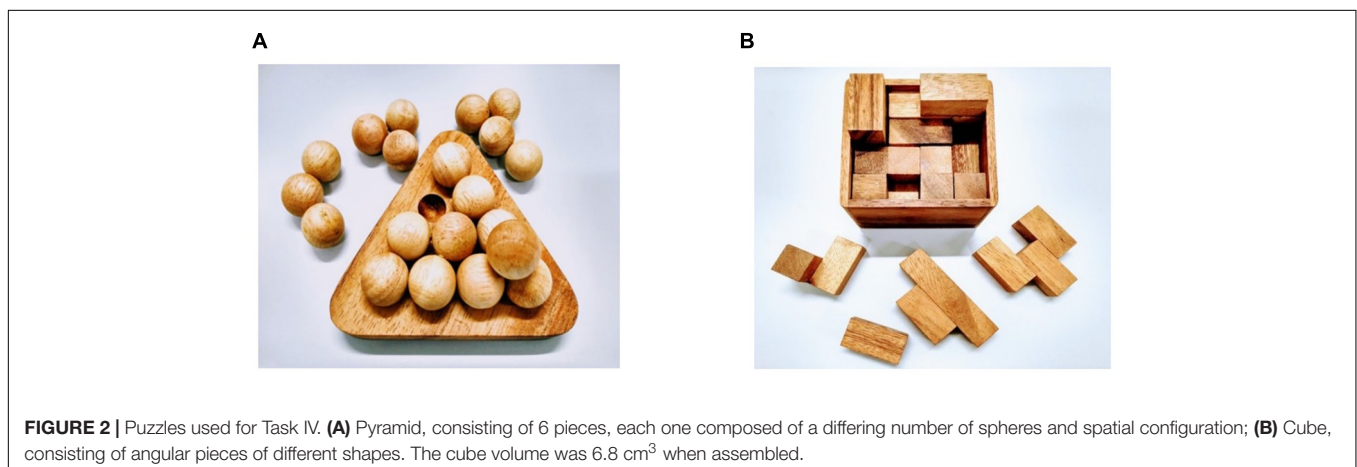 A
B
FIGURE 2 | Puzzles used for Task IV. (A) Pyramid, consisting of 6 pieces, each one composed of a differing number of spheres and spatial configuration; (B) Cube,
consisting of angular pieces of different shapes. The cube volume was 6.8 cm³ when assembled.